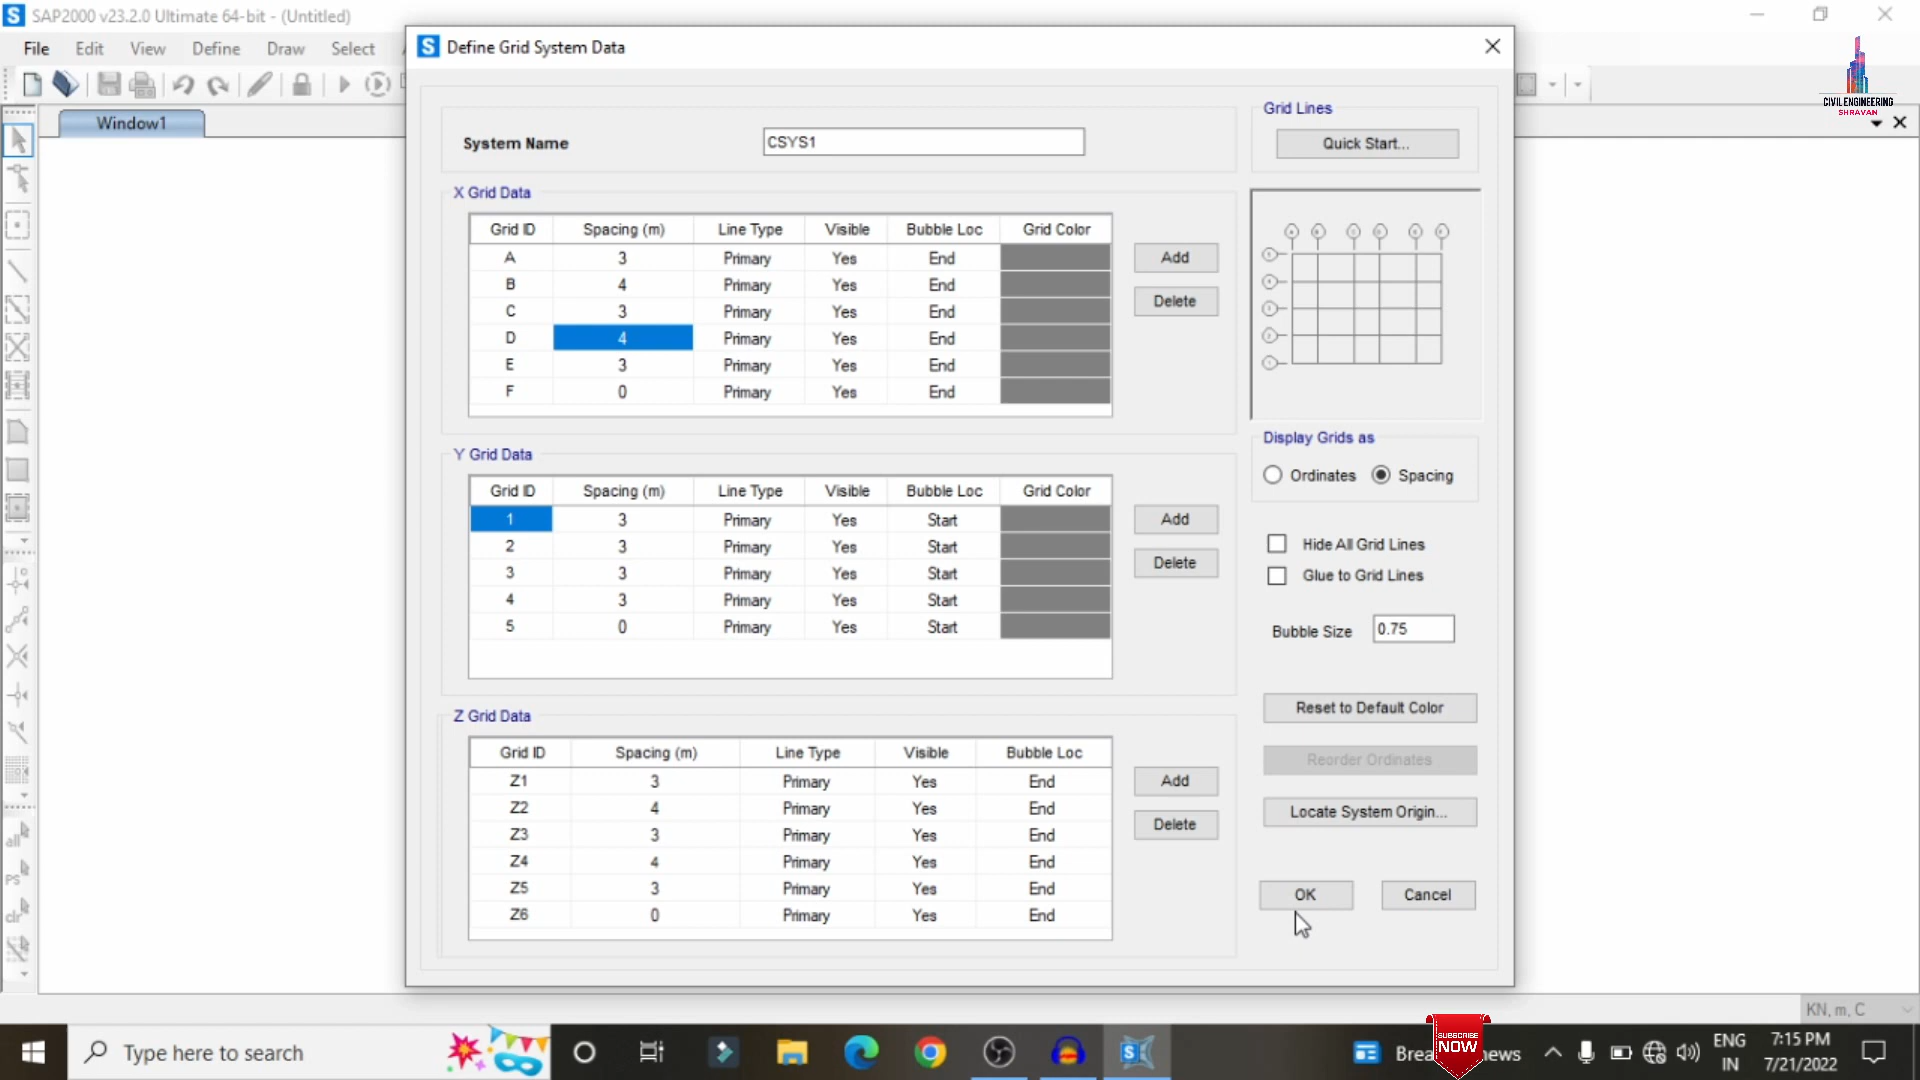 SAP2000 v23.2.0 Ultimate 64-bit - (Untitled)
File Edit View Define Draw Select
Window1
Define Grid System Data
System Name CSYS1
Grid Lines
Quick Start...
X Grid Data
Grid ID Spacing (m) Line Type Visible Bubble Loc Grid Color
A 3 Primary Yes End
B 4 Primary Yes End
C 3 Primary Yes End
D 4 Primary Yes End
E 3 Primary Yes End
F 0 Primary Yes End
Add
Delete
Y Grid Data
Grid ID Spacing (m) Line Type Visible Bubble Loc Grid Color
1 3 Primary Yes Start
2 3 Primary Yes Start
3 3 Primary Yes Start
4 3 Primary Yes Start
5 0 Primary Yes Start
Add
Delete
Z Grid Data
Grid ID Spacing (m) Line Type Visible Bubble Loc
Z1 3 Primary Yes End
Z2 4 Primary Yes End
Z3 3 Primary Yes End
Z4 4 Primary Yes End
Z5 3 Primary Yes End
Z6 0 Primary Yes End
Add
Delete
Display Grids as
Ordinates Spacing
Hide All Grid Lines
Glue to Grid Lines
Bubble Size 0.75
Reset to Default Color
Reorder Ordinates
Locate System Origin...
OK Cancel
CIVIL ENGINEERING
SHRAVAN
all
PS
clr
KN, m, C
Type here to search
SUBSCRIBE
NOW
ENG
IN
7:15 PM
7/21/2022